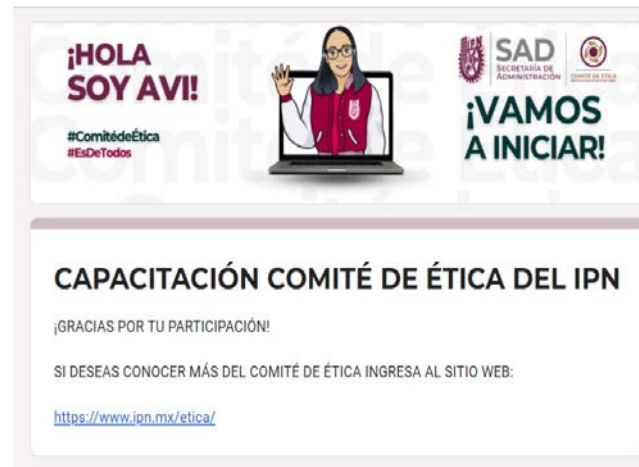 ¡HOLA
SOY AVI!
#ComitédeÉtica
#EsDeTodos
SAD
SECRETARÍA DE
ADMINISTRACIÓN
COMITÉ DE ÉTICA
¡VAMOS
A INICIAR!
CAPACITACIÓN COMITÉ DE ÉTICA DEL IPN
¡GRACIAS POR TU PARTICIPACIÓN!
SI DESEAS CONOCER MÁS DEL COMITÉ DE ÉTICA INGRESA AL SITIO WEB:
https://www.ipn.mx/etica/